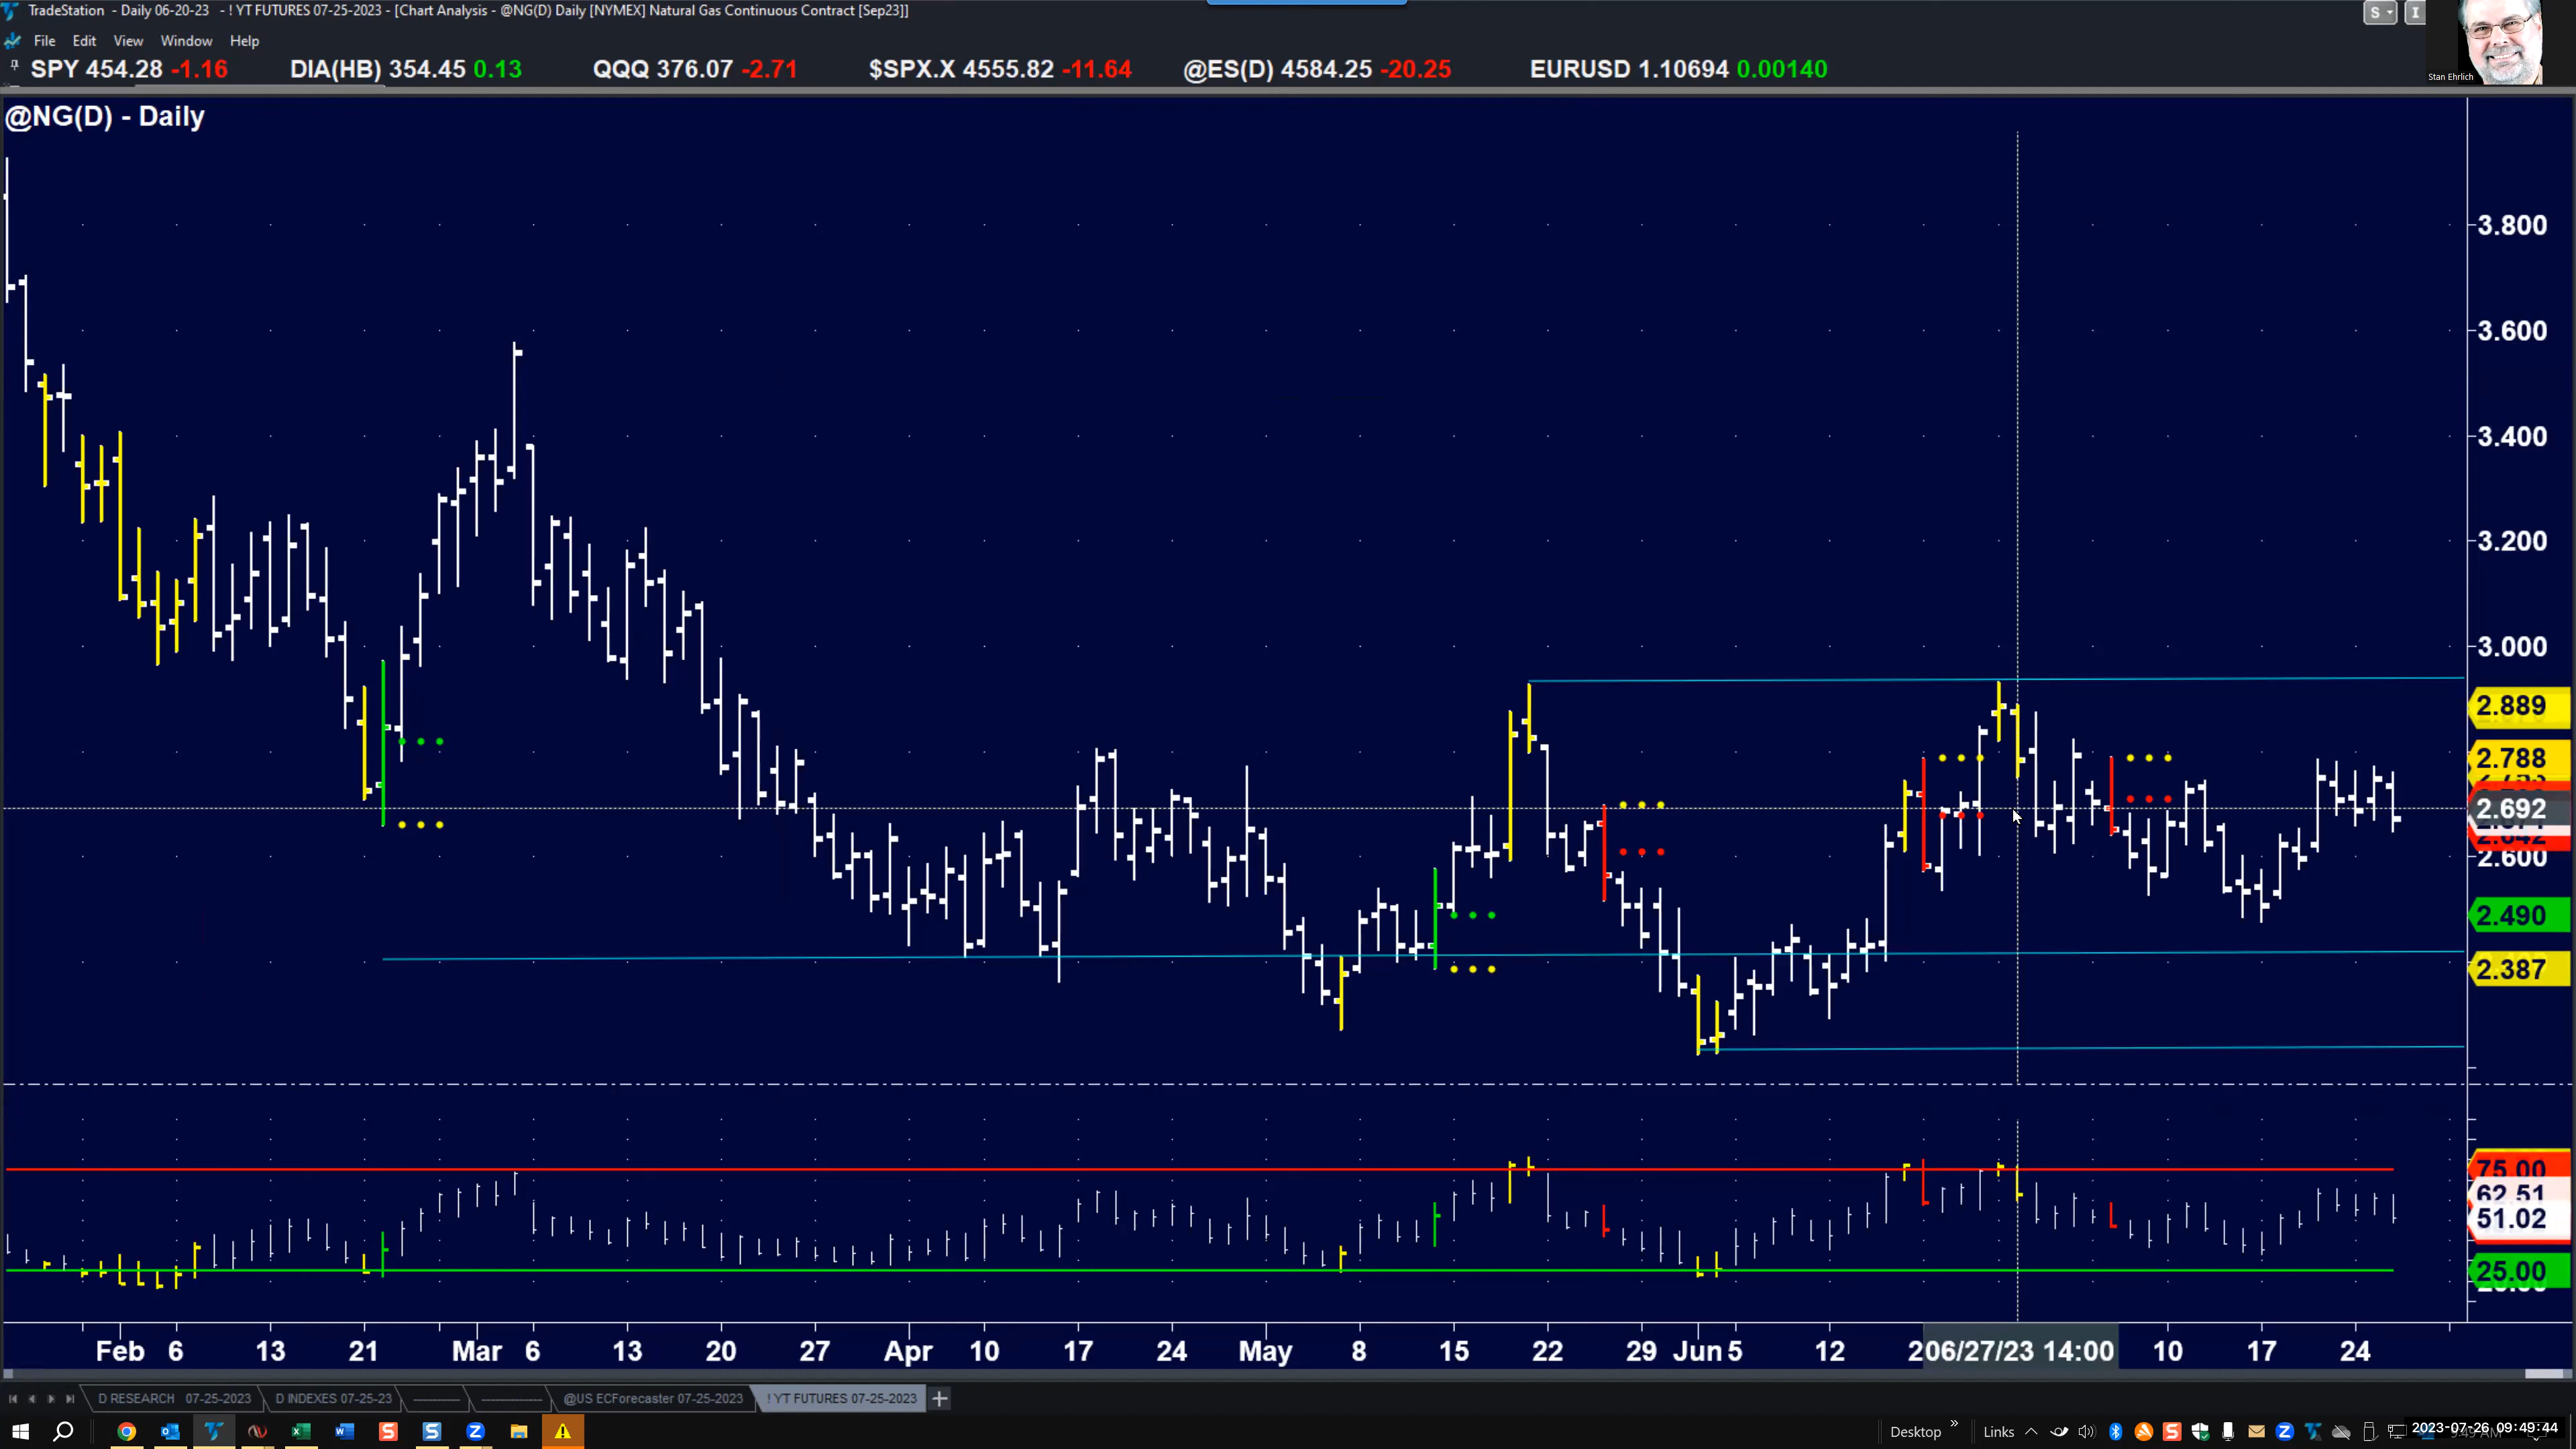 TradeStation - Daily 06-20-23 - ! YT FUTURES 07-25-2023 - [Chart Analysis - @NG(D) Daily [NYMEX] Natural Gas Continuous Contract [Sep23]]
S I
File Edit View Window Help
SPY 454.28 -1.16 DIA(HB) 354.45 0.13 QQQ 376.07 -2.71 $SPX.X 4555.82 -11.64 @ES(D) 4584.25 -20.25 EURUSD 1.10694 0.00140
Stan Ehrlich
@NG(D) - Daily
3.800
3.600
3.400
3.200
3.000
2.889
2.788
2.692
2.600
2.490
2.387
75.00
62.51
51.02
25.00
Feb 6 13 21 Mar 6 13 20 27 Apr 10 17 24 May 8 15 22 29 Jun 5 12 2 06/27/23 14:00 10 17 24
D RESEARCH 07-25-2023 D INDEXES 07-25-23 @US ECForecaster 07-25-2023 ! YT FUTURES 07-25-2023
Desktop Links 2023-07-26, 09:49:44